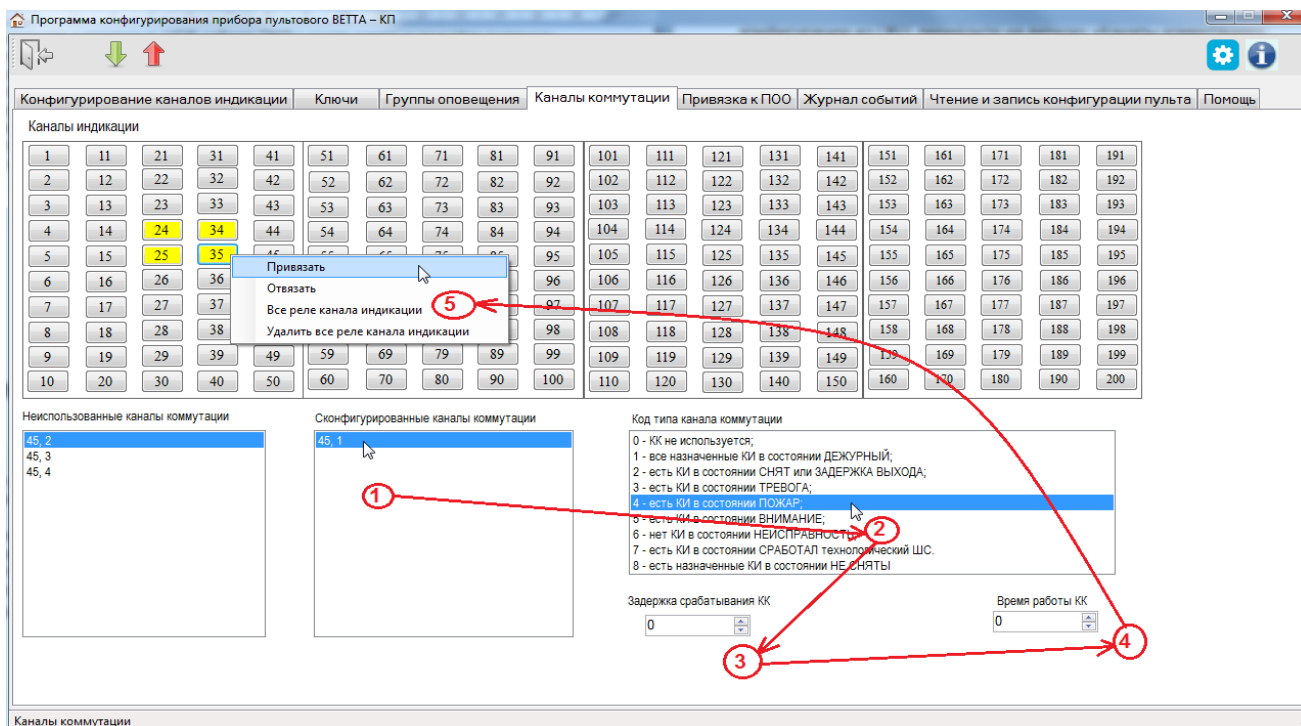 Программа конфигурирования прибора пультового ВЕТТА – КП
Конфигурирование каналов индикации Ключи Группы оповещения Каналы коммутации Привязка к ПОО Журнал событий Чтение и запись конфигурации пульта Помощь
Каналы индикации
1 11 21 31 41 51 61 71 81 91 101 111 121 131 141 151 161 171 181 191
2 12 22 32 42 52 62 72 82 92 102 112 122 132 142 152 162 172 182 192
3 13 23 33 43 53 63 73 83 93 103 113 123 133 143 153 163 173 183 193
4 14 24 34 44 54 64 74 84 94 104 114 124 134 144 154 164 174 184 194
5 15 25 35 95 105 115 125 135 145 155 165 175 185 195
Привязать
6 16 26 36 96 106 116 126 136 146 156 166 176 186 196
Отвязать
7 17 27 37 97 107 117 127 137 147 157 167 177 187 197
Все реле канала индикации 5
8 18 28 38 98 108 118 128 138 148 158 168 178 188 198
Удалить все реле канала индикации
9 19 29 39 49 59 69 79 89 99 109 119 129 139 149 159 169 179 189 199
10 20 30 40 50 60 70 80 90 100 110 120 130 140 150 160 170 180 190 200
Неиспользованные каналы коммутации
45, 2
45, 3
45, 4
Сконфигурированные каналы коммутации
45, 1
1
Код типа канала коммутации
0 - КК не используется;
1 - все назначенные КИ в состоянии ДЕЖУРНЫЙ;
2 - есть КИ в состоянии СНЯТ или ЗАДЕРЖКА ВЫХОДА;
3 - есть КИ в состоянии ТРЕВОГА;
4 - есть КИ в состоянии ПОЖАР;
5 - есть КИ в состоянии ВНИМАНИЕ;
6 - нет КИ в состоянии НЕИСПРАВНОСТЬ;
2
7 - есть КИ в состоянии СРАБОТАЛ технологический ШС.
8 - есть назначенные КИ в состоянии НЕ СНЯТЫ
Задержка срабатывания КК
0
3
Время работы КК
0
4
Каналы коммутации